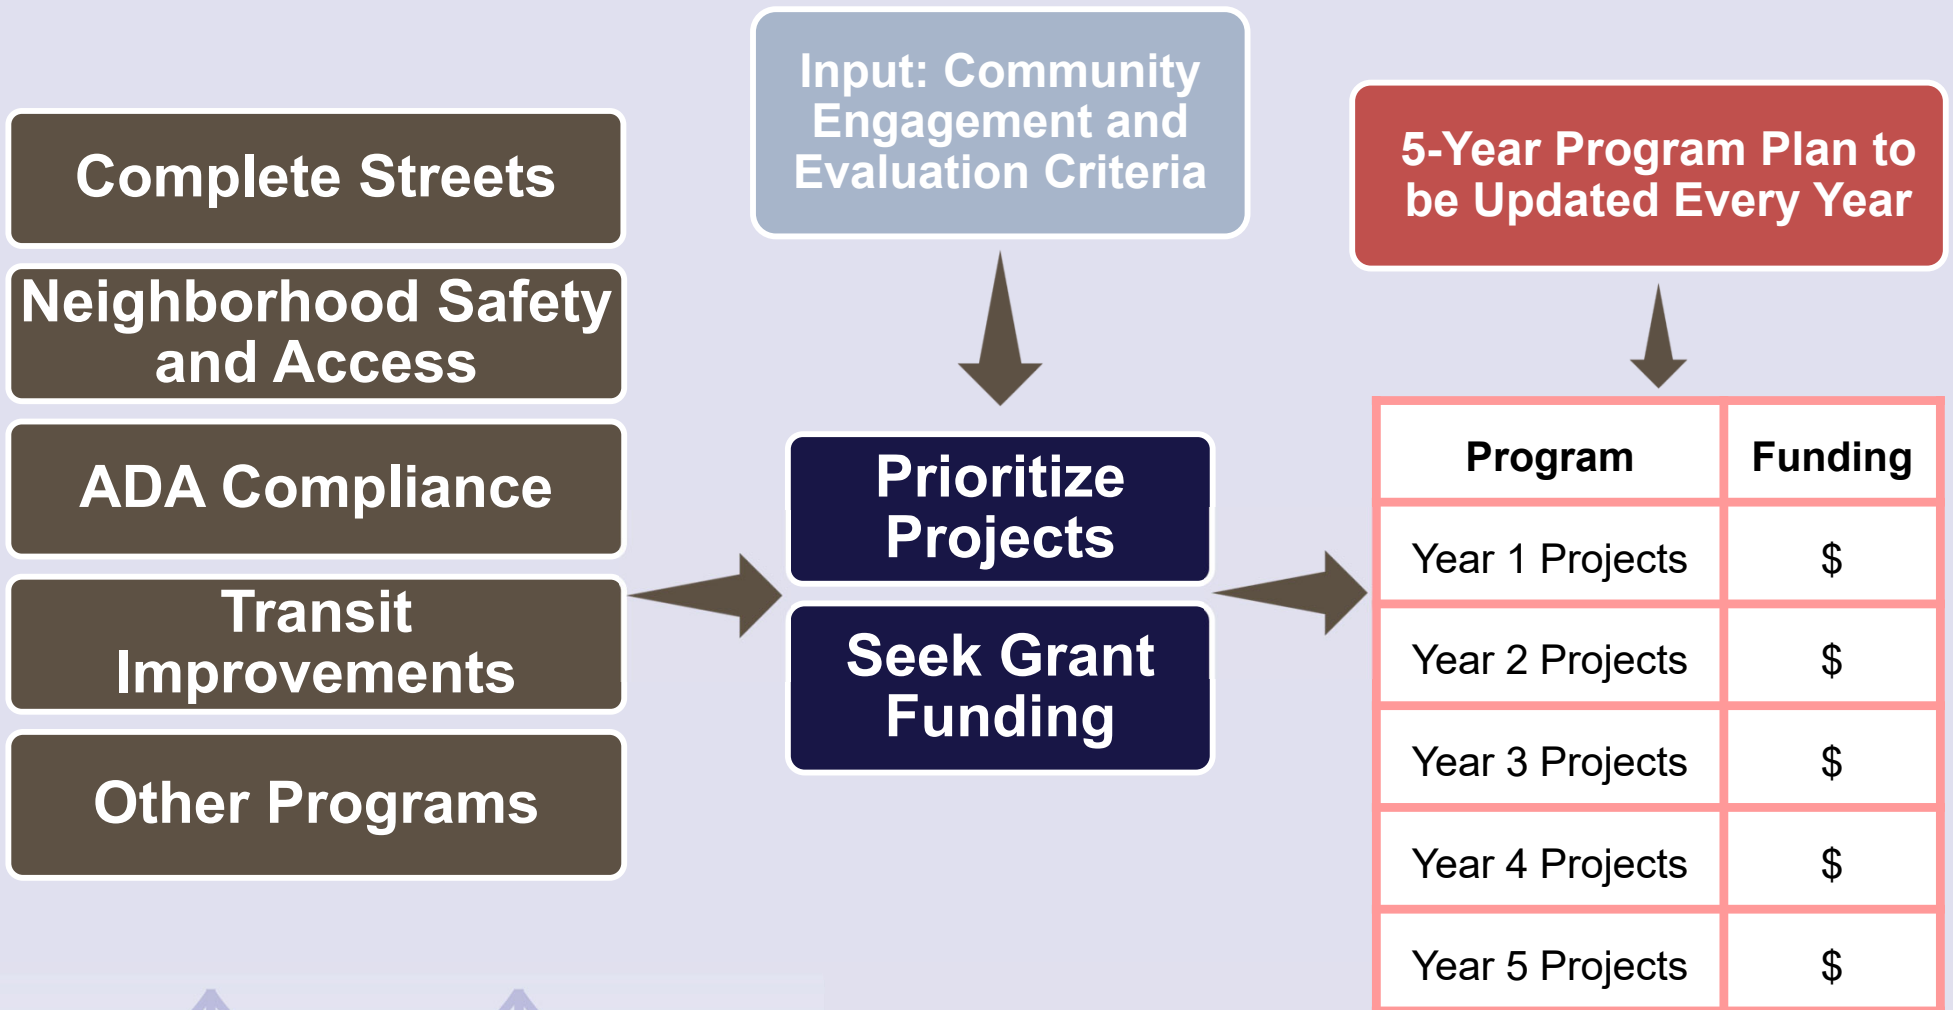 Complete Streets
Neighborhood Safety
and Access
ADA Compliance
Transit
Improvements
Other Programs
Input: Community
Engagement and
Evaluation Criteria
Prioritize
Projects
Seek Grant
Funding
5-Year Program Plan to
be Updated Every Year
Program Funding
Year 1 Projects $
Year 2 Projects $
Year 3 Projects $
Year 4 Projects $
Year 5 Projects $